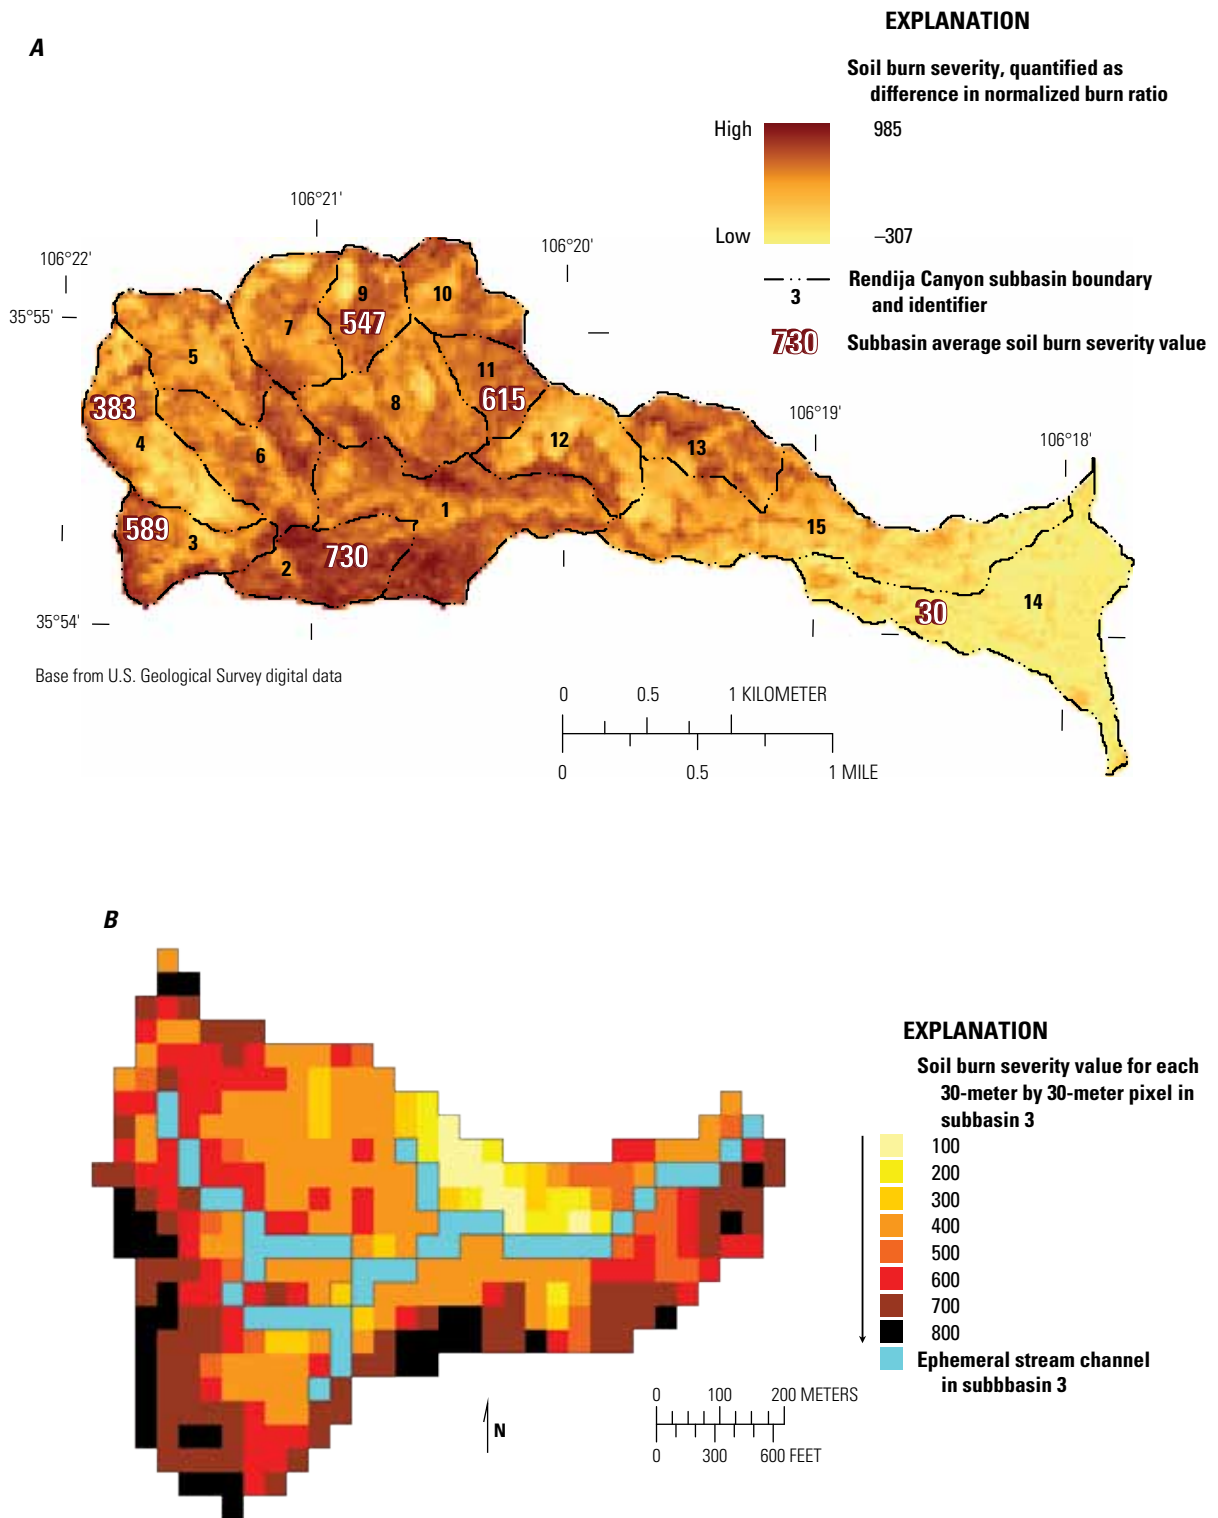 A
EXPLANATION
Soil burn severity, quantified as
difference in normalized burn ratio
High
985
Low
–307
Rendija Canyon subbasin boundary
and identifier
3
730
Subbasin average soil burn severity value
106°21'
106°22'
106°20'
35°55'
106°19'
106°18'
35°54'
9
10
547
7
5
11
383
8
615
4
12
6
13
1
589
3
15
2
730
14
30
Base from U.S. Geological Survey digital data
0 0.5 1 KILOMETER
0 0.5 1 MILE
B
EXPLANATION
Soil burn severity value for each
30-meter by 30-meter pixel in
subbasin 3
100
200
300
400
500
600
700
800
Ephemeral stream channel
in subbbasin 3
N
0 100 200 METERS
0 300 600 FEET